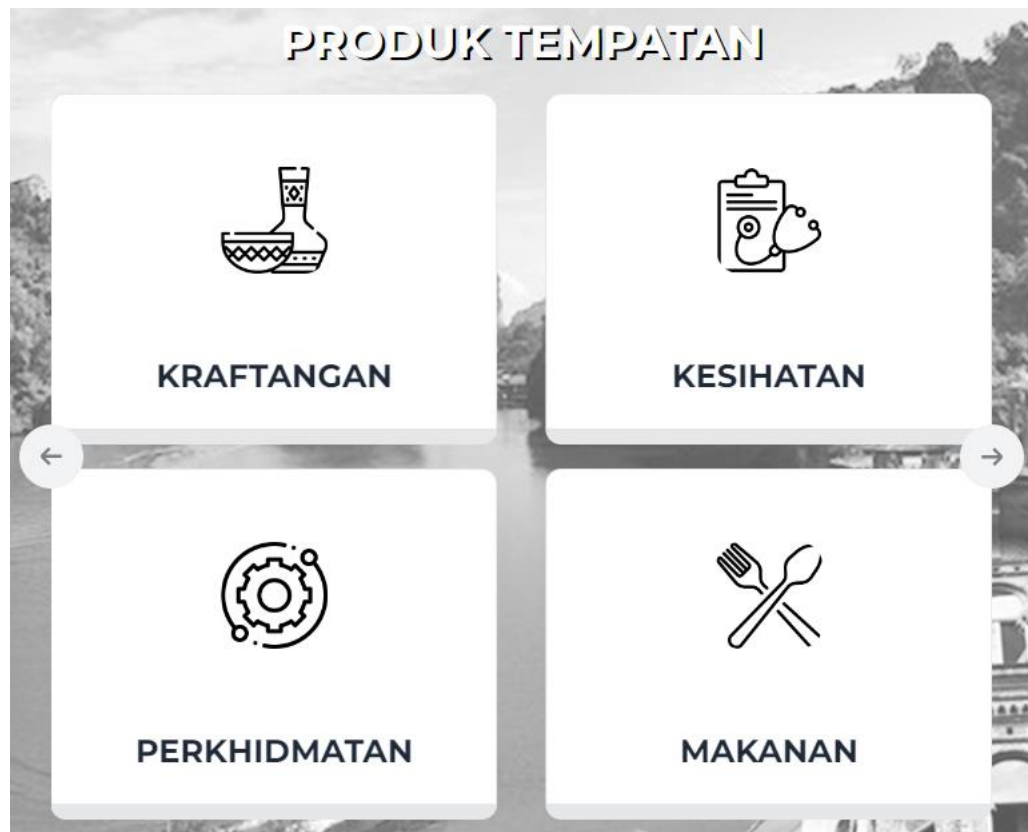 PRODUK TEMPATAN
KRAFTANGAN
KESIHATAN
PERKHIDMATAN
MAKANAN